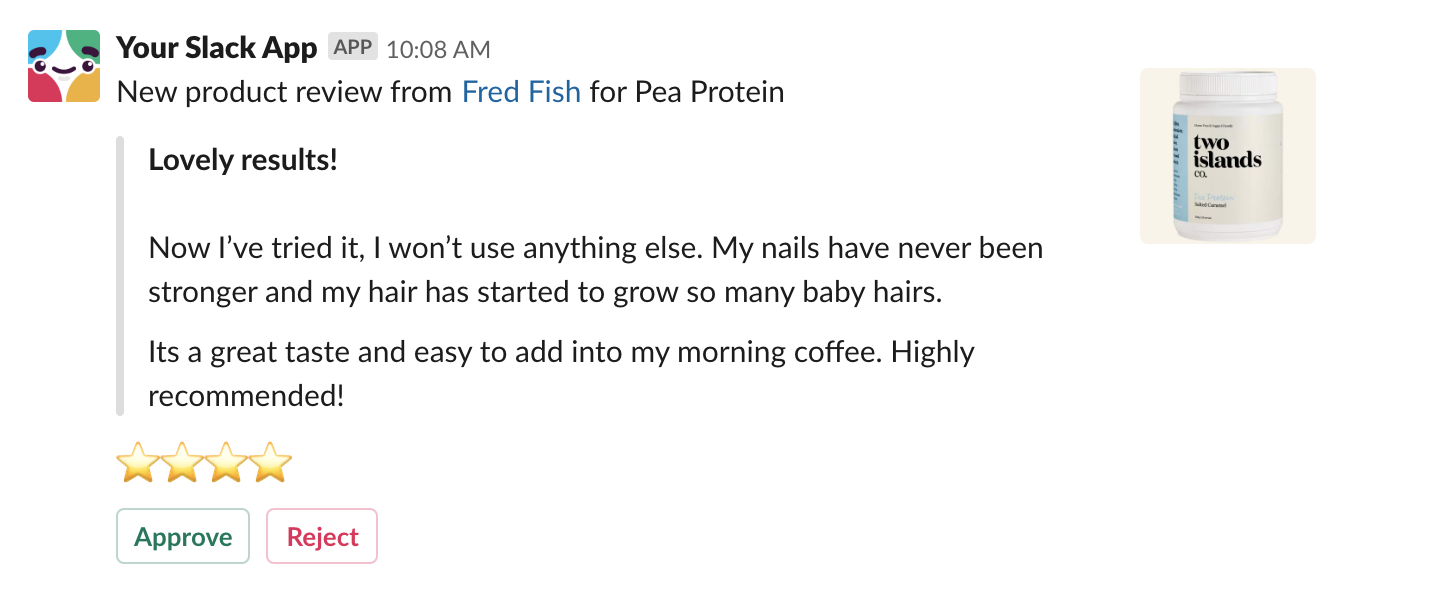 Your Slack App APP 10:08 AM
New product review from Fred Fish for Pea Protein
two
islands
co.
Pea Protein
Salted Caramel
Lovely results!
Now I’ve tried it, I won’t use anything else. My nails have never been
stronger and my hair has started to grow so many baby hairs.
Its a great taste and easy to add into my morning coffee. Highly
recommended!
Approve
Reject